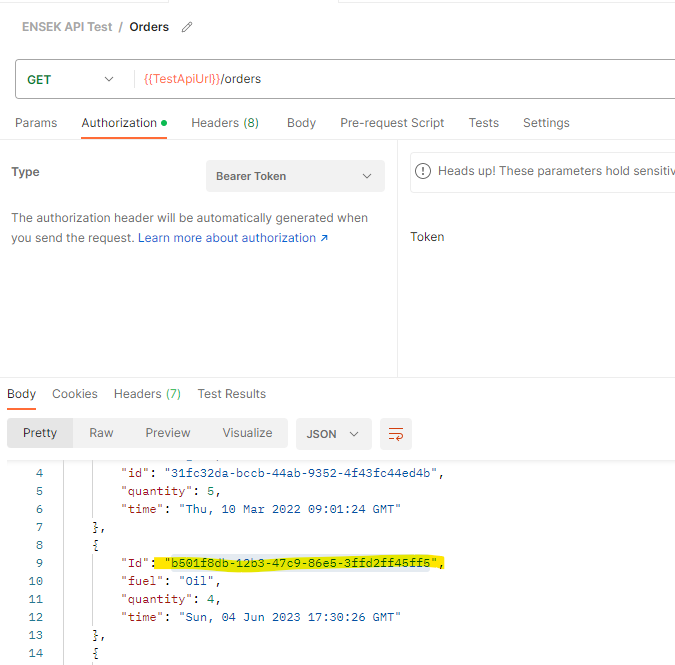 ENSEK API Test / Orders
GET {{TestApiUrl}}/orders
Params Authorization Headers (8) Body Pre-request Script Tests Settings
Type Bearer Token
Heads up! These parameters hold sensitiv
The authorization header will be automatically generated when
you send the request. Learn more about authorization ↗
Token
Body Cookies Headers (7) Test Results
Pretty Raw Preview Visualize JSON
4 "id": "31fc32da-bccb-44ab-9352-4f43fc44ed4b",
5 "quantity": 5,
6 "time": "Thu, 10 Mar 2022 09:01:24 GMT"
7 },
8 {
9 "Id": "b501f8db-12b3-47c9-86e5-3ffd2ff45ff5",
10 "fuel": "Oil",
11 "quantity": 4,
12 "time": "Sun, 04 Jun 2023 17:30:26 GMT"
13 },
14 {